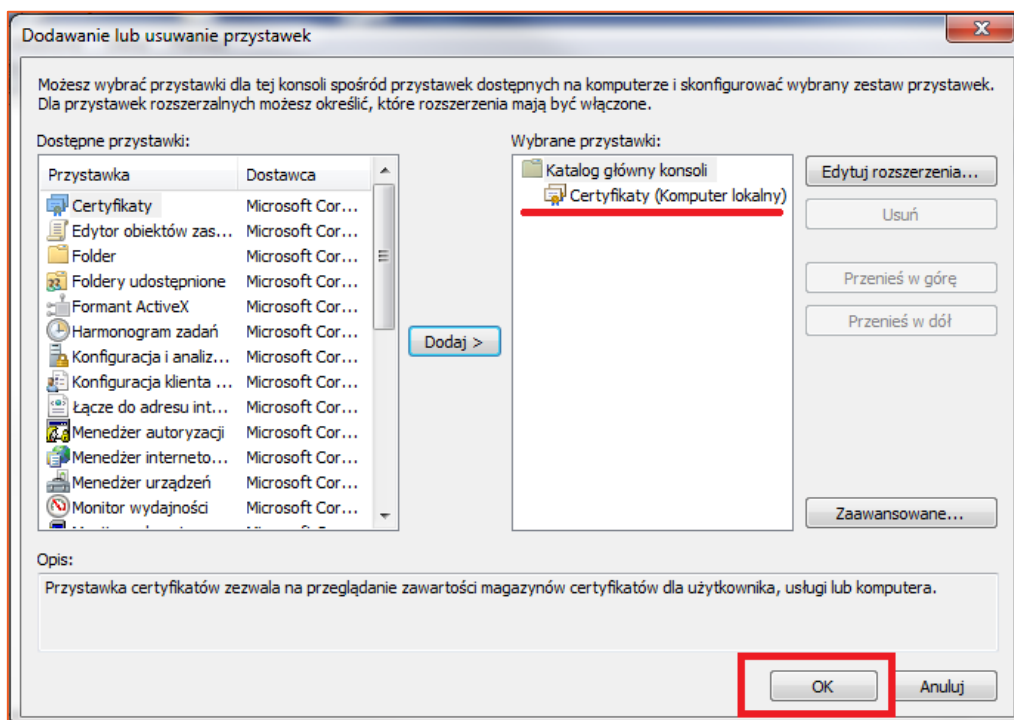 Dodawanie lub usuwanie przystawek
x
Możesz wybrać przystawki dla tej konsoli spośród przystawek dostępnych na komputerze i skonfigurować wybrany zestaw przystawek.
Dla przystawek rozszerzalnych możesz określić, które rozszerzenia mają być włączone.
Dostępne przystawki:
Przystawka Dostawca
Certyfikaty Microsoft Cor...
Edytor obiektów zas... Microsoft Cor...
Folder Microsoft Cor...
Foldery udostępnione Microsoft Cor...
Formant ActiveX Microsoft Cor...
Harmonogram zadań Microsoft Cor...
Konfiguracja i analiz... Microsoft Cor...
Konfiguracja klienta ... Microsoft Cor...
Łącze do adresu int... Microsoft Cor...
Menedżer autoryzacji Microsoft Cor...
Menedżer interneto... Microsoft Cor...
Menedżer urządzeń Microsoft Cor...
Monitor wydajności Microsoft Cor...
Dodaj >
Wybrane przystawki:
Katalog główny konsoli
Certyfikaty (Komputer lokalny)
Edytuj rozszerzenia...
Usuń
Przenieś w górę
Przenieś w dół
Zaawansowane...
Opis:
Przystawka certyfikatów zezwala na przeglądanie zawartości magazynów certyfikatów dla użytkownika, usługi lub komputera.
OK
Anuluj